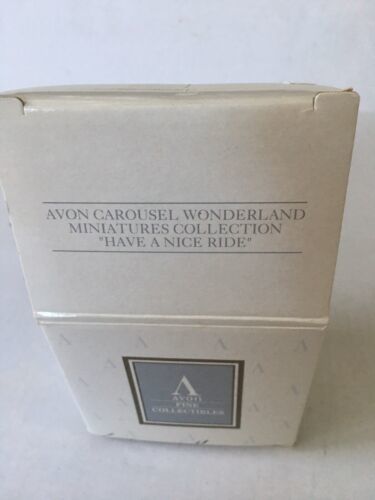 AVON CAROUSEL WONDERLAND
MINIATURES COLLECTION
"HAVE A NICE RIDE"
A
AVON
FINE
COLLECTIBLES